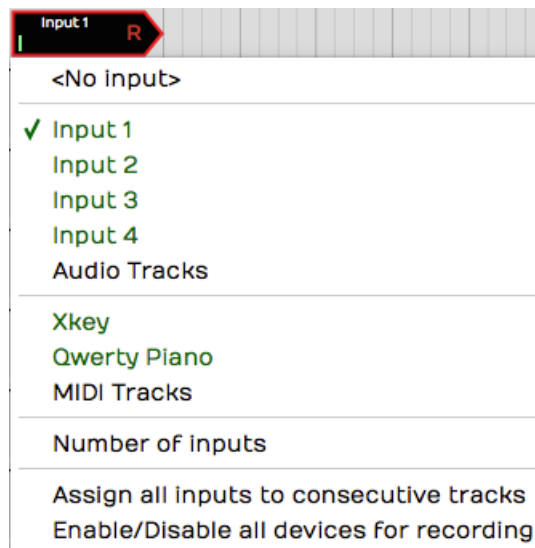 Input 1
R
<No input>
✓ Input 1
Input 2
Input 3
Input 4
Audio Tracks
Xkey
Qwerty Piano
MIDI Tracks
Number of inputs
Assign all inputs to consecutive tracks
Enable/Disable all devices for recording